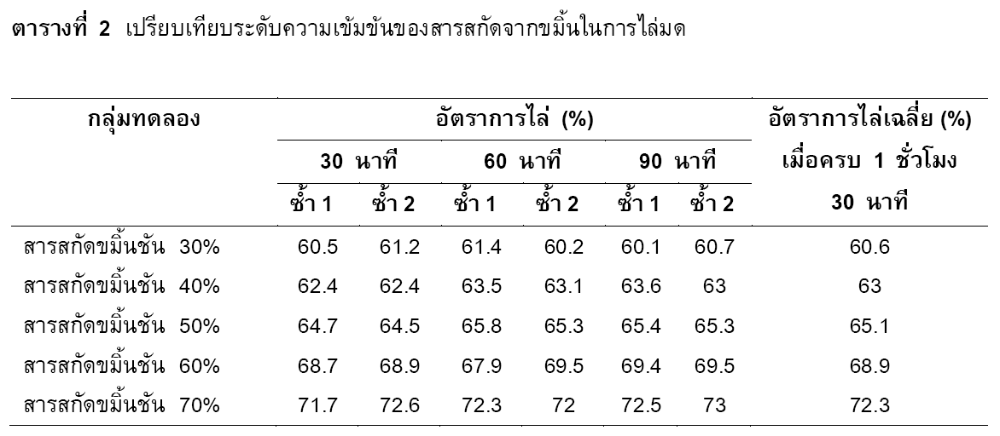 ตารางที่ 2 เปรียบเทียบระดับความเข้มข้นของสารสกัดจากขมิ้นในการไล่มด
กลุ่มทดลอง อัตราการไล่ (%) อัตราการไล่เฉลี่ย (%)
30 นาที 60 นาที 90 นาที เมื่อครบ 1 ชั่วโมง
ซ้ำ 1 ซ้ำ 2 ซ้ำ 1 ซ้ำ 2 ซ้ำ 1 ซ้ำ 2 30 นาที
สารสกัดขมิ้นชัน 30% 60.5 61.2 61.4 60.2 60.1 60.7 60.6
สารสกัดขมิ้นชัน 40% 62.4 62.4 63.5 63.1 63.6 63 63
สารสกัดขมิ้นชัน 50% 64.7 64.5 65.8 65.3 65.4 65.3 65.1
สารสกัดขมิ้นชัน 60% 68.7 68.9 67.9 69.5 69.4 69.5 68.9
สารสกัดขมิ้นชัน 70% 71.7 72.6 72.3 72 72.5 73 72.3